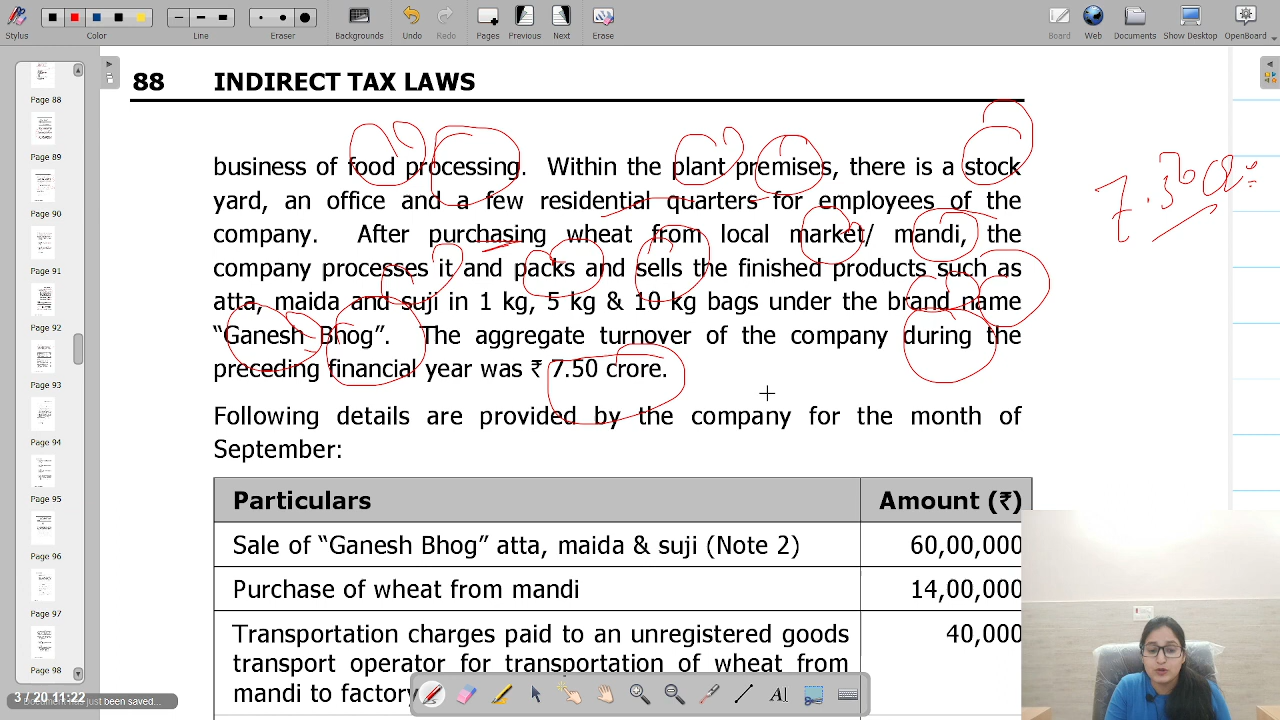 Stylus
Color
Line
Eraser
Backgrounds
Undo
Redo
Pages
Previous
Next
Erase
Board
Web
Documents
Show Desktop
OpenBoard
Page 88
Page 89
Page 90
Page 91
Page 92
Page 93
Page 94
Page 95
Page 96
Page 97
Page 98
88 INDIRECT TAX LAWS
business of food processing. Within the plant premises, there is a stock
yard, an office and a few residential quarters for employees of the
company. After purchasing wheat from local market/ mandi, the
company processes it and packs and sells the finished products such as
atta, maida and suji in 1 kg, 5 kg & 10 kg bags under the brand name
“Ganesh Bhog”. The aggregate turnover of the company during the
preceding financial year was ₹ 7.50 crore.
Following details are provided by the company for the month of
September:
Particulars Amount (₹)
Sale of “Ganesh Bhog” atta, maida & suji (Note 2) 60,00,000
Purchase of wheat from mandi 14,00,000
Transportation charges paid to an unregistered goods 40,000
transport operator for transportation of wheat from
mandi to factory
3 / 20 11:22
Document has just been saved...